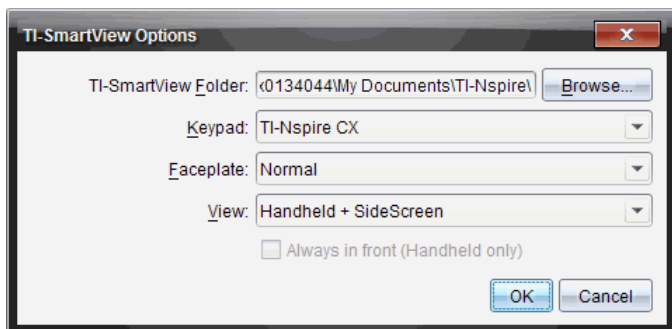 TI-SmartView Options
TI-SmartView Folder: 0134044\My Documents\TI-Nspire\ Browse...
Keypad: TI-Nspire CX
Faceplate: Normal
View: Handheld + SideScreen
Always in front (Handheld only)
OK Cancel